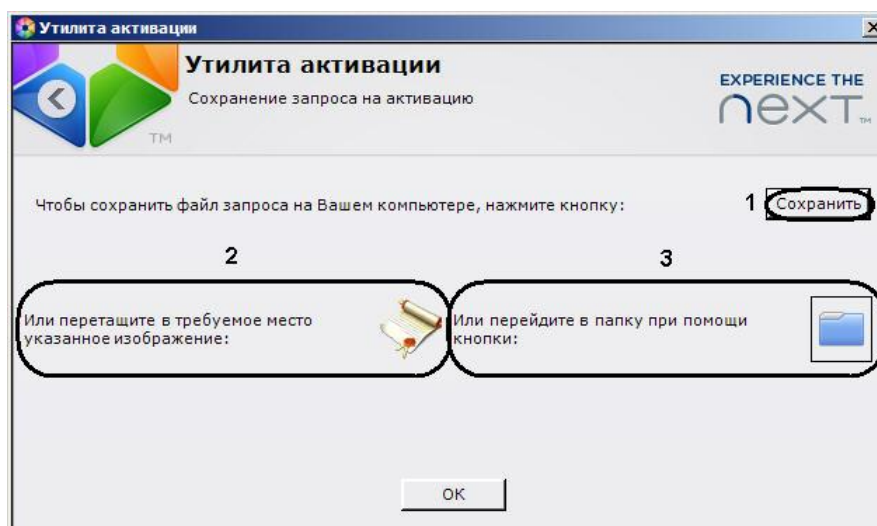 Утилита активации
Утилита активации
Сохранение запроса на активацию
EXPERIENCE THE
neXT™
TM
Чтобы сохранить файл запроса на Вашем компьютере, нажмите кнопку:
1
Сохранить
2
3
Или перетащите в требуемое место
указанное изображение:
Или перейдите в папку при помощи
кнопки:
OK